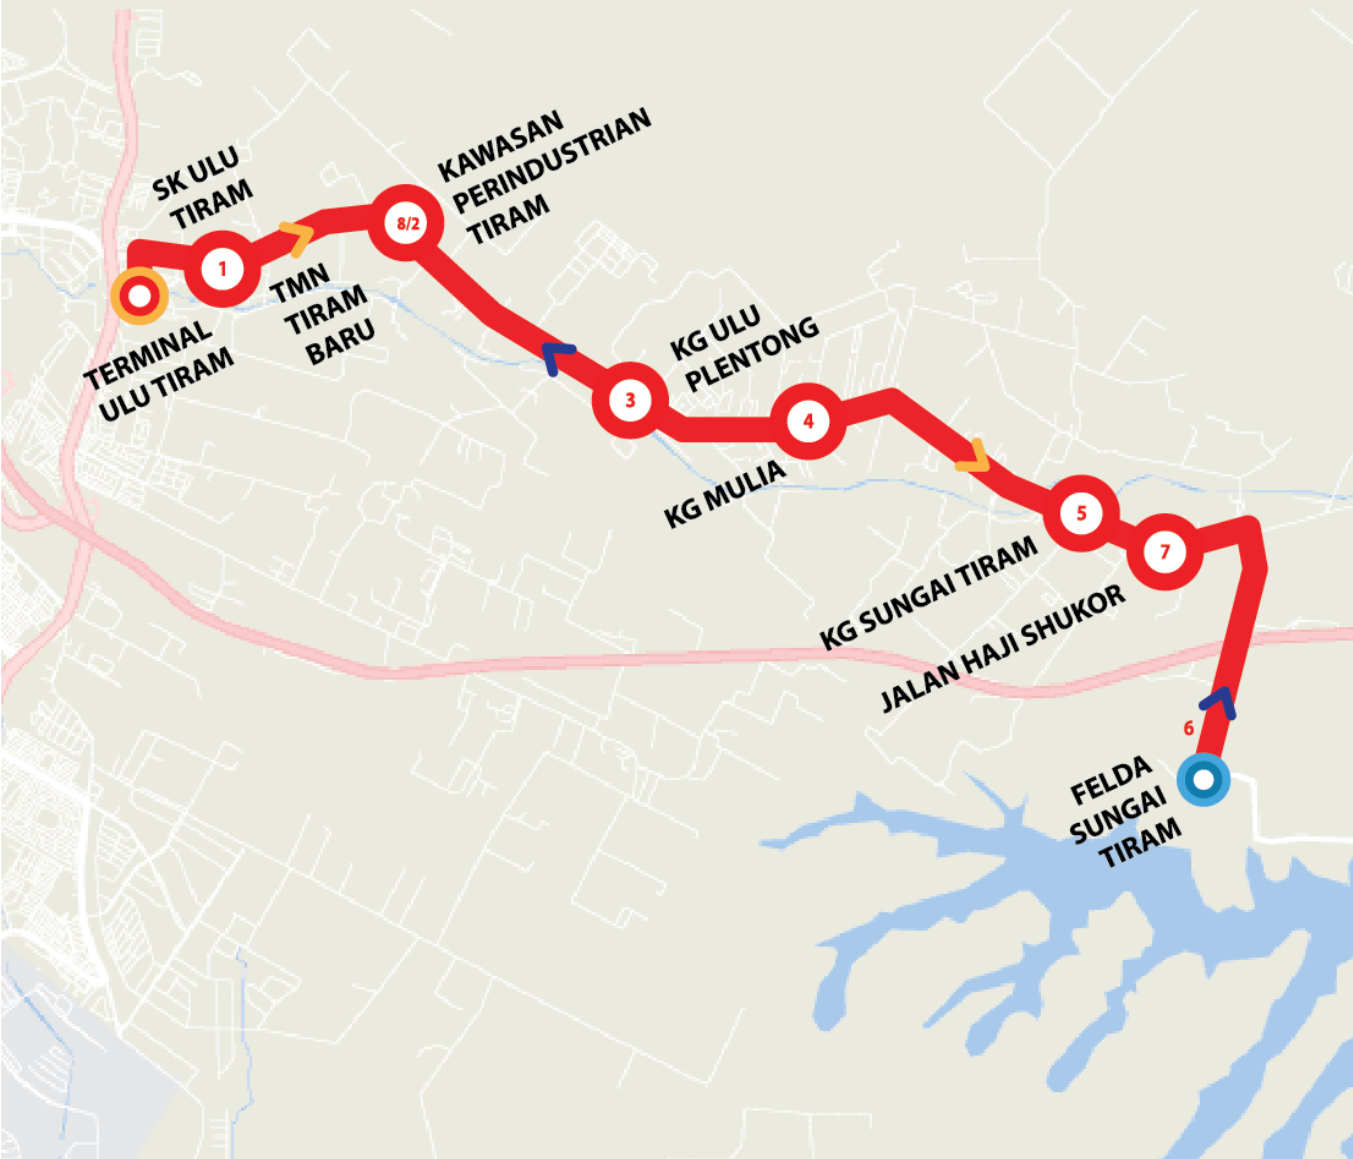 KAWASAN
PERINDUSTRIAN
TIRAM
SK ULU
TIRAM
8/2
1
TMN
TIRAM
BARU
TERMINAL
ULU TIRAM
KG ULU
PLENTONG
3
4
KG MULIA
5
7
KG SUNGAI TIRAM
JALAN HAJI SHUKOR
6
FELDA
SUNGAI
TIRAM